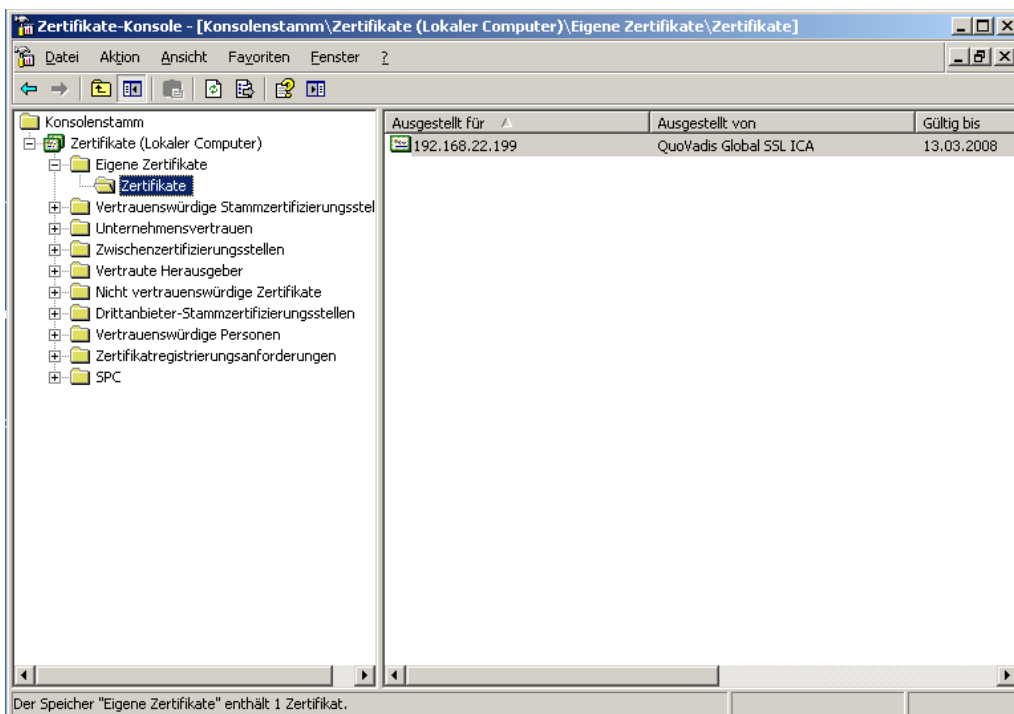 Zertifikate-Konsole - [Konsolenstamm\Zertifikate (Lokaler Computer)\Eigene Zertifikate\Zertifikate]
Datei Aktion Ansicht Favoriten Fenster ?
Konsolenstamm
Zertifikate (Lokaler Computer)
Eigene Zertifikate
Zertifikate
Vertrauenswürdige Stammzertifizierungsstel
Unternehmensvertrauen
Zwischenzertifizierungsstellen
Vertraute Herausgeber
Nicht vertrauenswürdige Zertifikate
Drittanbieter-Stammzertifizierungsstellen
Vertrauenswürdige Personen
Zertifikatregistrierungsanforderungen
SPC
Ausgestellt für Ausgestellt von Gültig bis
192.168.22.199 QuoVadis Global SSL ICA 13.03.2008
Der Speicher "Eigene Zertifikate" enthält 1 Zertifikat.